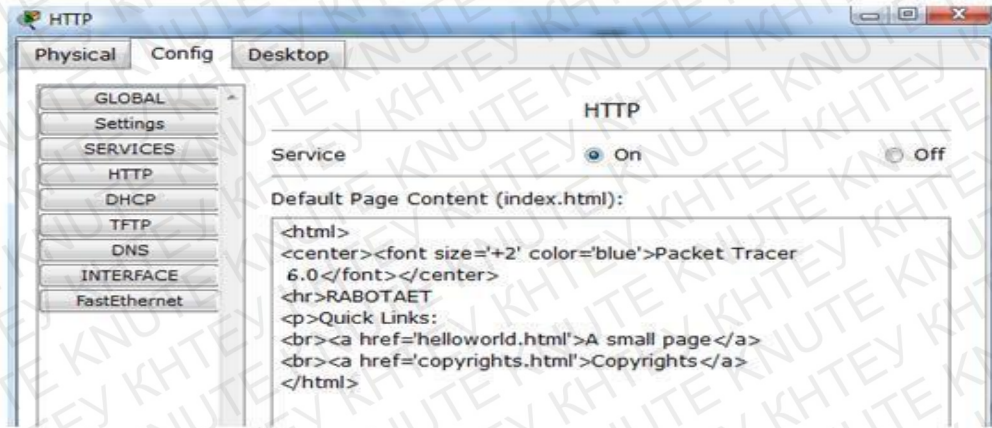 HTTP
Physical Config Desktop
GLOBAL
Settings
SERVICES
HTTP
DHCP
TFTP
DNS
INTERFACE
FastEthernet
HTTP
Service On Off
Default Page Content (index.html):
<html>
<center><font size='+2' color='blue'>Packet Tracer
6.0</font></center>
<hr>RABOTAET
<p>Quick Links:
<br><a href='helloworld.html'>A small page</a>
<br><a href='copyrights.html'>Copyrights</a>
</html>